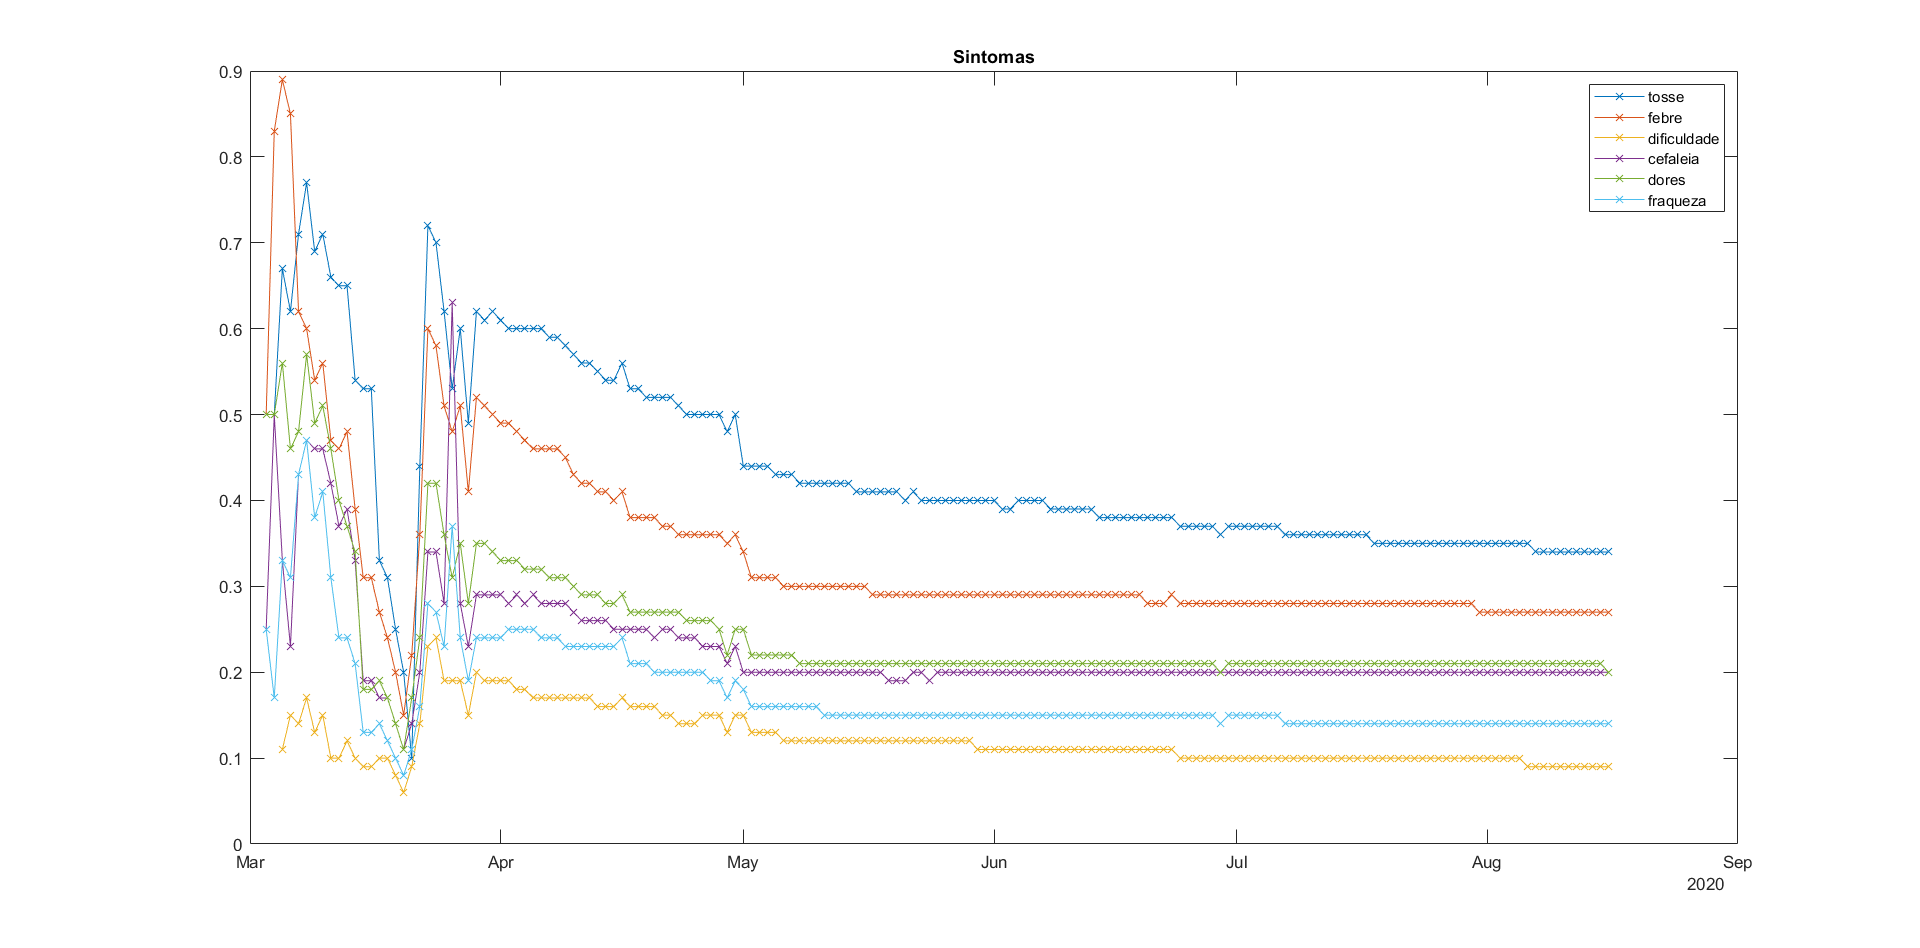 Sintomas
0.9
0.8
0.7
0.6
0.5
0.4
0.3
0.2
0.1
0
tosse
febre
dificuldade
cefaleia
dores
fraqueza
Mar Apr May Jun Jul Aug Sep
2020